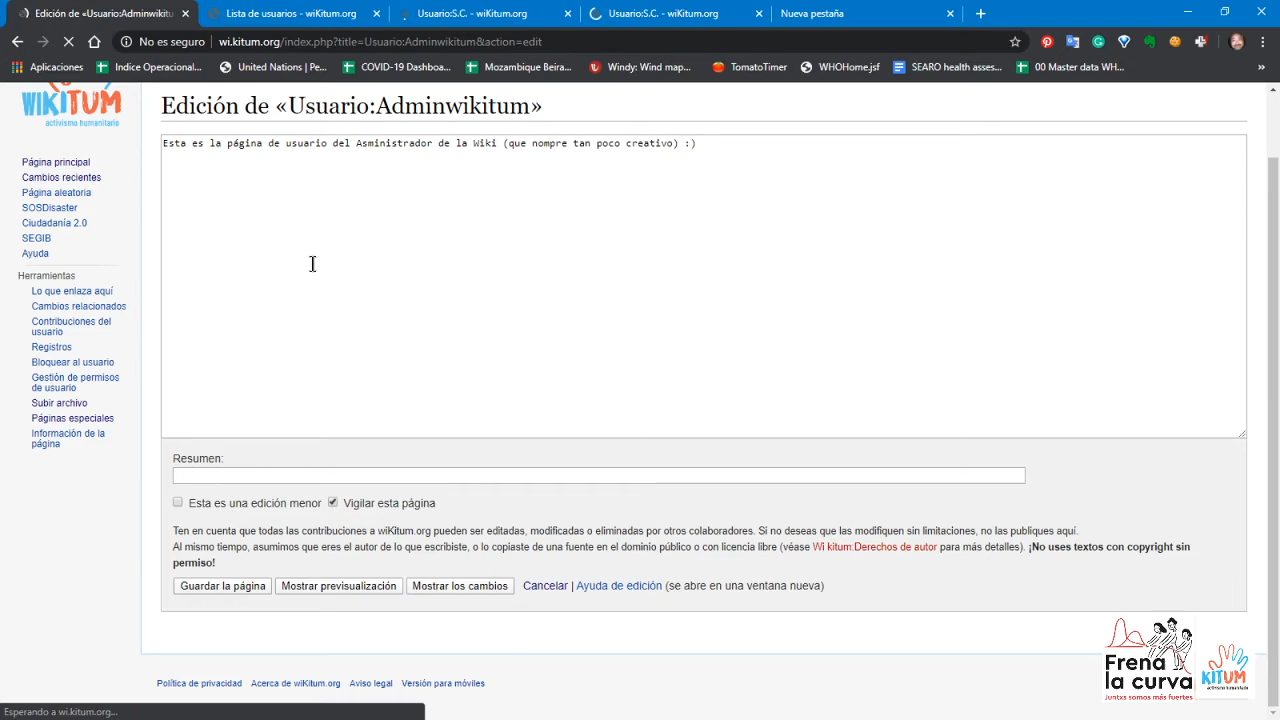 Edición de «Usuario:Adminwikitu
Lista de usuarios - wiKitum.org
Usuario:S.C. - wiKitum.org
Usuario:S.C. - wiKitum.org
Nueva pestaña
No es seguro
wi.kitum.org/index.php?title=Usuario:Adminwikitum&action=edit
Aplicaciones
Indice Operacional...
United Nations | Pe...
COVID-19 Dashboa...
Mozambique Beira...
Windy: Wind map...
TomatoTimer
WHOHome.jsf
SEARO health asses...
00 Master data WH...
»
WIKITUM
activismo humanitario
Página principal
Cambios recientes
Página aleatoria
SOSDisaster
Ciudadanía 2.0
SEGIB
Ayuda
Herramientas
Lo que enlaza aquí
Cambios relacionados
Contribuciones del
usuario
Registros
Bloquear al usuario
Gestión de permisos
de usuario
Subir archivo
Páginas especiales
Información de la
página
Edición de «Usuario:Adminwikitum»
Esta es la página de usuario del Asministrador de la Wiki (que nompre tan poco creativo) :)
Resumen:
Esta es una edición menor
Vigilar esta página
Ten en cuenta que todas las contribuciones a wiKitum.org pueden ser editadas, modificadas o eliminadas por otros colaboradores. Si no deseas que las modifiquen sin limitaciones, no las publiques aquí.
Al mismo tiempo, asumimos que eres el autor de lo que escribiste, o lo copiaste de una fuente en el dominio público o con licencia libre (véase Wi kitum:Derechos de autor para más detalles). ¡No uses textos con copyright sin
permiso!
Guardar la página
Mostrar previsualización
Mostrar los cambios
Cancelar | Ayuda de edición (se abre en una ventana nueva)
Política de privacidad
Acerca de wiKitum.org
Aviso legal
Versión para móviles
Frena
la curva
Juntxs somos más fuertes
KITUM
activismo humanitario
Esperando a wi.kitum.org...